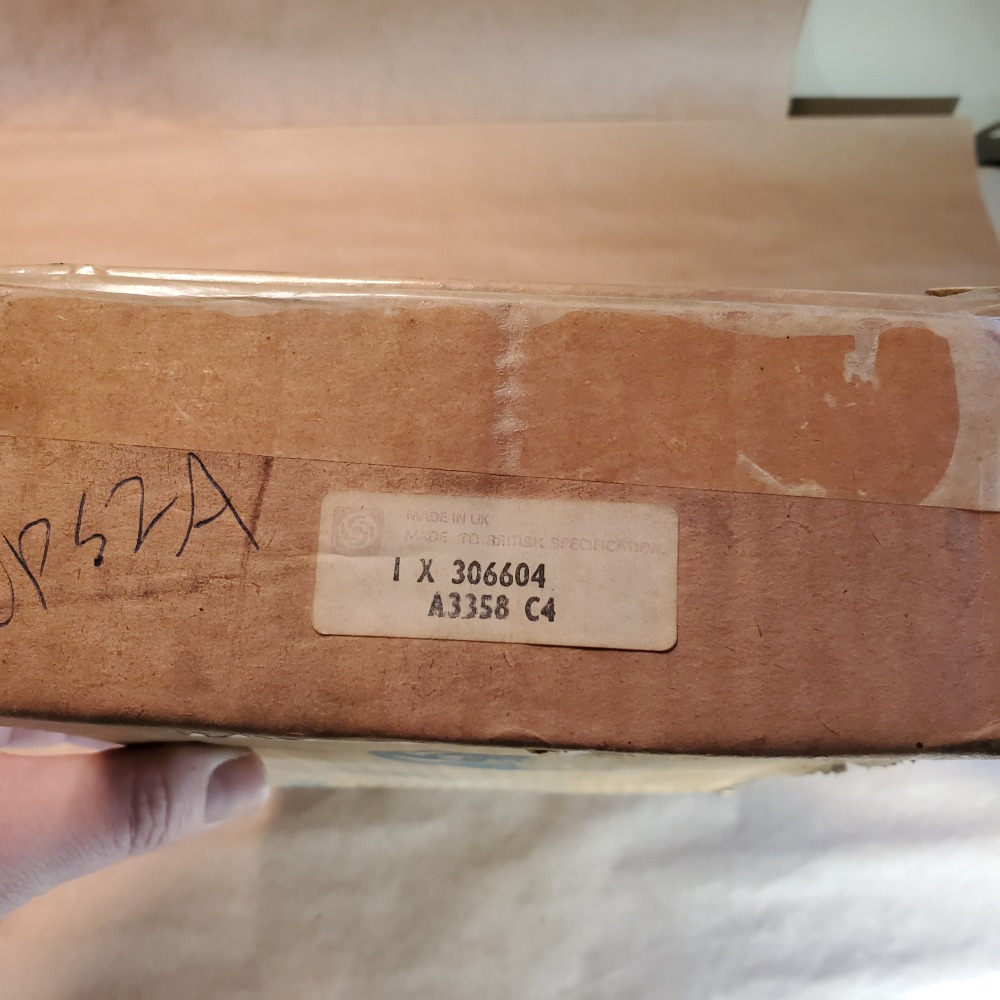 MADE IN UK
MADE TO BRITISH SPECIFICATION
1 X 306604
A3358 C4